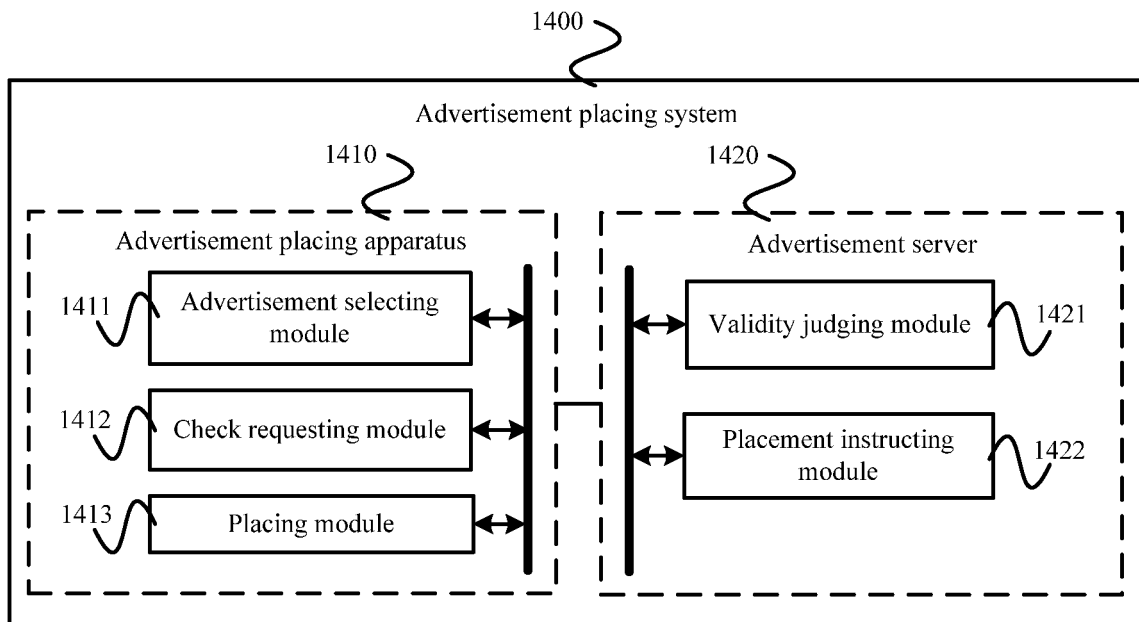 1400
Advertisement placing system
1410
1420
Advertisement placing apparatus
Advertisement server
1411
Advertisement selecting
module
Validity judging module
1421
1412
Check requesting module
Placement instructing
module
1422
1413
Placing module